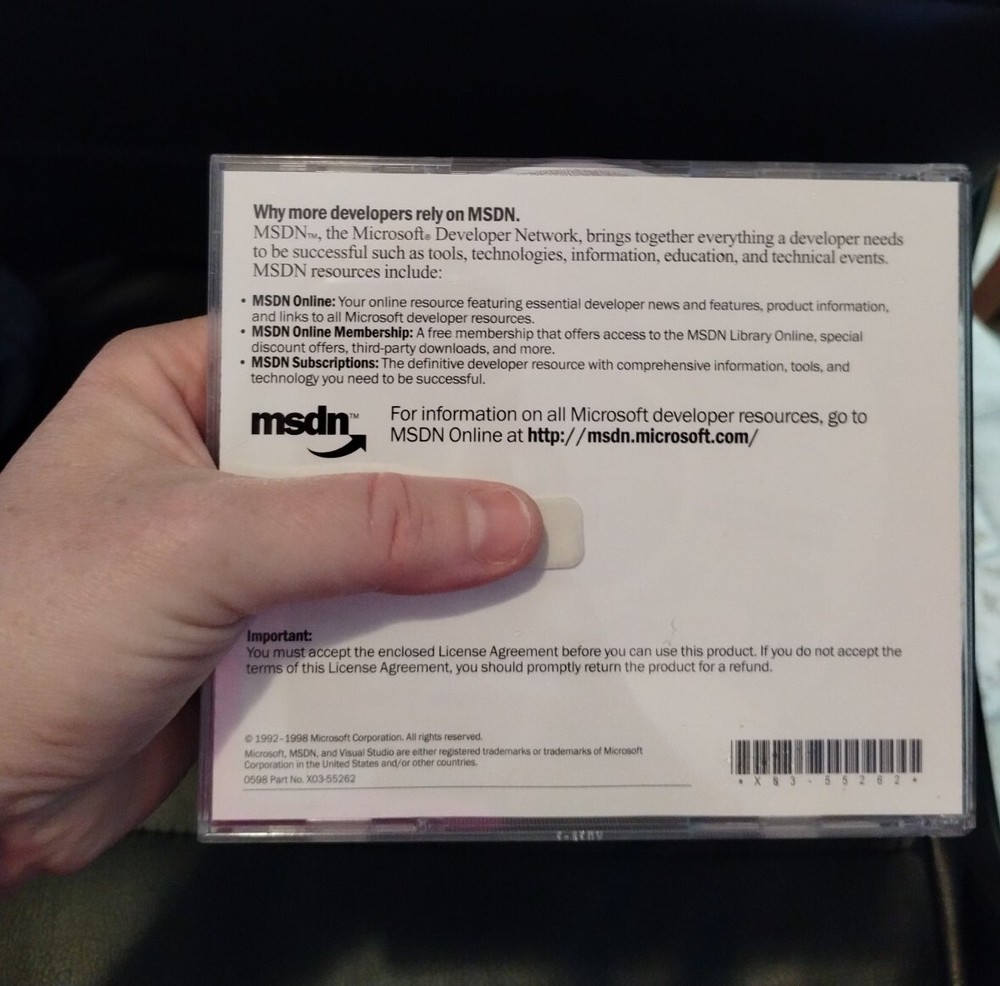 Why more developers rely on MSDN.
MSDN™, the Microsoft® Developer Network, brings together everything a developer needs
to be successful such as tools, technologies, information, education, and technical events.
MSDN resources include:
• MSDN Online: Your online resource featuring essential developer news and features, product information,
and links to all Microsoft developer resources.
• MSDN Online Membership: A free membership that offers access to the MSDN Library Online, special
discount offers, third-party downloads, and more.
• MSDN Subscriptions: The definitive developer resource with comprehensive information, tools, and
technology you need to be successful.
msdn™
For information on all Microsoft developer resources, go to
MSDN Online at http://msdn.microsoft.com/
Important:
You must accept the enclosed License Agreement before you can use this product. If you do not accept the
terms of this License Agreement, you should promptly return the product for a refund.
© 1992–1998 Microsoft Corporation. All rights reserved.
Microsoft, MSDN, and Visual Studio are either registered trademarks or trademarks of Microsoft
Corporation in the United States and/or other countries.
0598 Part No. X03-55262
* X 0 3 - 5 5 2 6 2 *